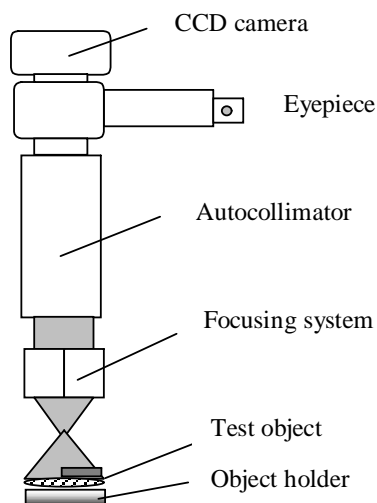 CCD camera
Eyepiece
Autocollimator
Focusing system
Test object
Object holder